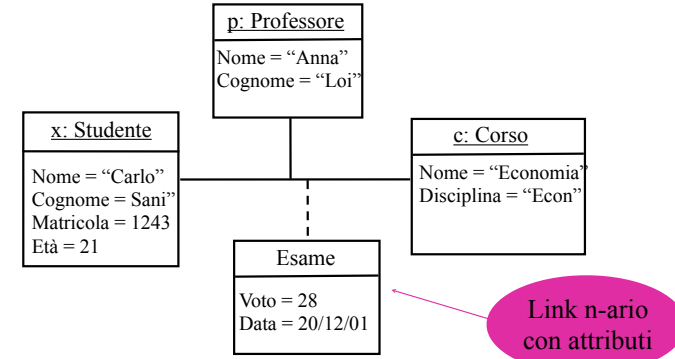 p: Professore
Nome = “Anna”
Cognome = “Loi”
x: Studente
Nome = “Carlo”
Cognome = Sani”
Matricola = 1243
Età = 21
c: Corso
Nome = “Economia”
Disciplina = “Econ”
Esame
Voto = 28
Data = 20/12/01
Link n-ario
con attributi